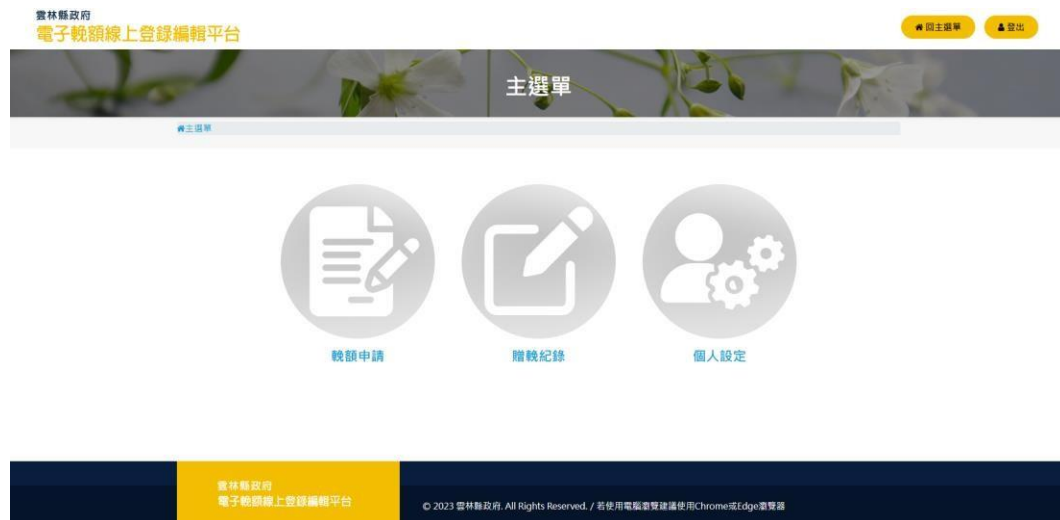 雲林縣政府
電子輓額線上登錄編輯平台
回主選單
登出
主選單
主選單
輓額申請
贈輓紀錄
個人設定
雲林縣政府
電子輓額線上登錄編輯平台
© 2023 雲林縣政府. All Rights Reserved. / 若使用電腦瀏覽建議使用Chrome或Edge瀏覽器